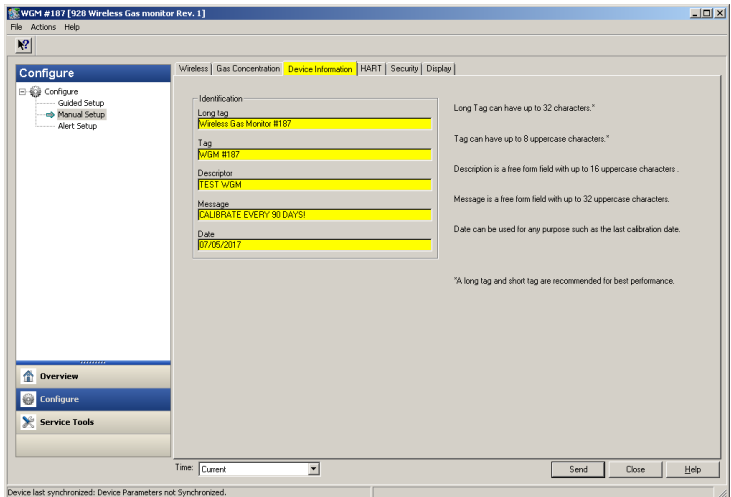 WGM #187 [928 Wireless Gas monitor Rev. 1]
File Actions Help
Configure
Configure
Guided Setup
Manual Setup
Alert Setup
Overview
Configure
Service Tools
Wireless Gas Concentration Device Information HART Security Display
Identification
Long tag
Wireless Gas Monitor #187
Tag
WGM #187
Descriptor
TEST WGM
Message
CALIBRATE EVERY 90 DAYS!
Date
07/05/2017
Long Tag can have up to 32 characters.*
Tag can have up to 8 uppercase characters.*
Description is a free form field with up to 16 uppercase characters .
Message is a free form field with up to 32 uppercase characters.
Date can be used for any purpose such as the last calibration date.
*A long tag and short tag are recommended for best performance.
Time: Current
Send Close Help
Device last synchronized: Device Parameters not Synchronized.